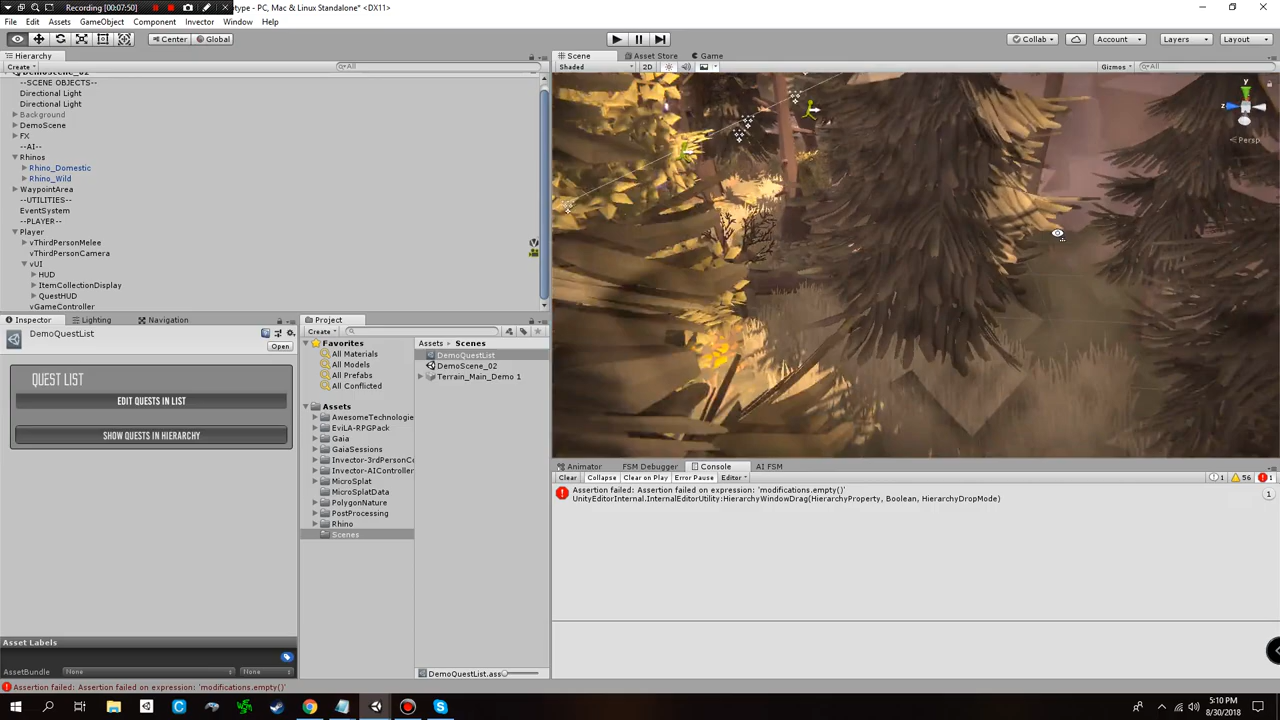 Recording [00:07:50]
otype - PC, Mac & Linux Standalone* <DX11>
File Edit Assets GameObject Component Invector Window Help
Center Global Collab Account Layers Layout
Hierarchy
Create All
DemoScene_02
--SCENE OBJECTS--
Directional Light
Directional Light
Background
DemoScene
FX
--AI--
Rhinos
Rhino_Domestic
Rhino_Wild
WaypointArea
--UTILITIES--
EventSystem
--PLAYER--
Player
vThirdPersonMelee
vThirdPersonCamera
vUI
HUD
ItemCollectionDisplay
QuestHUD
vGameController
Scene Asset Store Game
Shaded 2D Gizmos All
y
z
Persp
Inspector Lighting Navigation
DemoQuestList
Open
QUEST LIST
EDIT QUESTS IN LIST
SHOW QUESTS IN HIERARCHY
Asset Labels
AssetBundle None None
Project
Create
Favorites
All Materials
All Models
All Prefabs
All Conflicted
Assets
AwesomeTechnologie
EviLA-RPGPack
Gaia
GaiaSessions
Invector-3rdPersonCo
Invector-AIController
MicroSplat
MicroSplatData
PolygonNature
PostProcessing
Rhino
Scenes
Assets Scenes
DemoQuestList
DemoScene_02
Terrain_Main_Demo 1
DemoQuestList.ass
Animator FSM Debugger Console AI FSM
Clear Collapse Clear on Play Error Pause Editor 1 56 1
Assertion failed: Assertion failed on expression: 'modifications.empty()'
UnityEditorInternal.InternalEditorUtility:HierarchyWindowDrag(HierarchyProperty, Boolean, HierarchyDropMode)
1
Assertion failed: Assertion failed on expression: 'modifications.empty()'
5:10 PM
8/30/2018